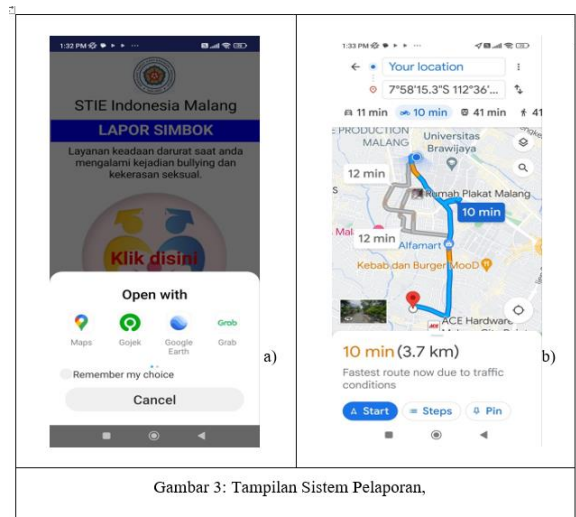 1:32 PM
STIE Indonesia Malang
LAPOR SIMBOK
Layanan keadaan darurat saat anda
mengalami kejadian bullying dan
kekerasan seksual.
Klik disini
Open with
Maps
Gojek
Google
Earth
Grab
Grab
Remember my choice
Cancel
a)
1:33 PM
Your location
7°58'15.3"S 112°36'...
11 min
10 min
41 min
41
PRODUCTION
MALANG
Universitas
Brawijaya
12 min
Rumah Plakat Malang
10 min
12 min
Alfamart
Kebab dan Burger MooD
ACE Hardware
10 min (3.7 km)
Fastest route now due to traffic
conditions
Start
Steps
Pin
b)
Gambar 3: Tampilan Sistem Pelaporan,